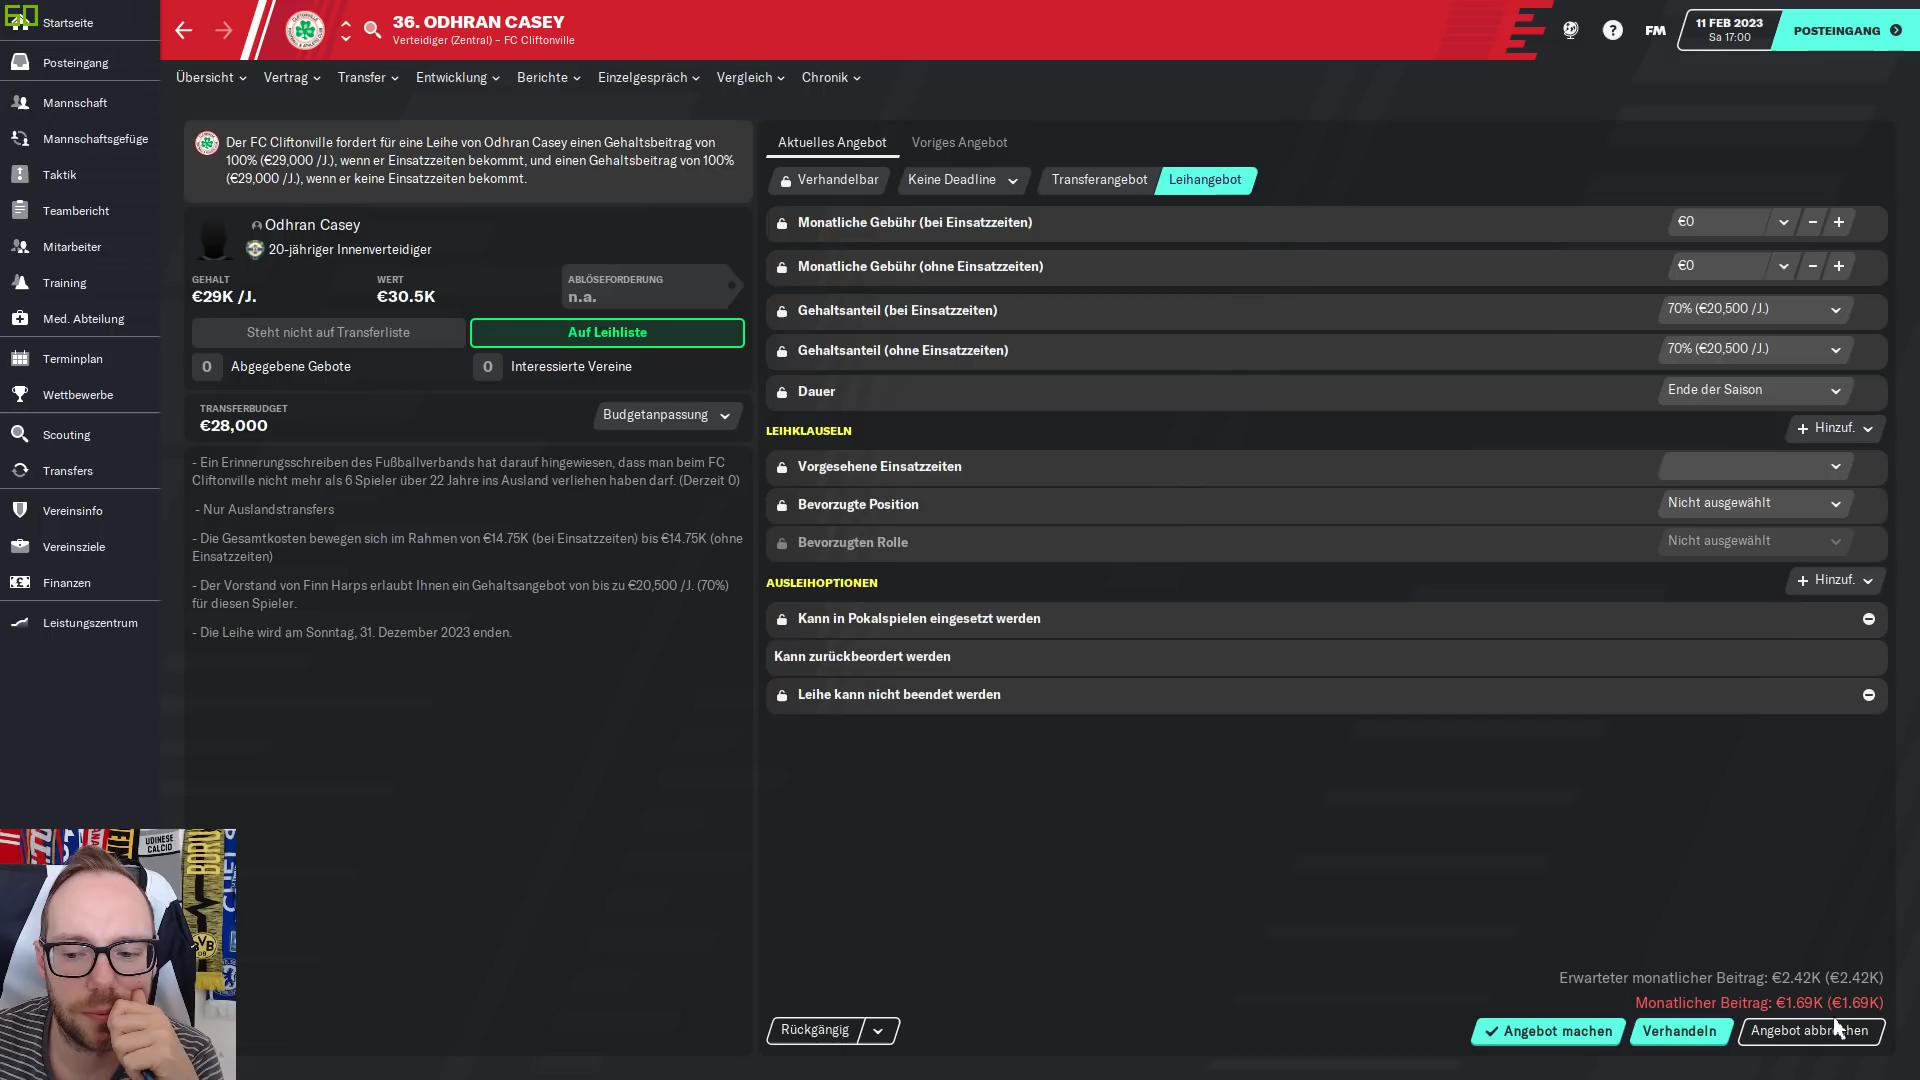 60
Startseite
Posteingang
Mannschaft
Mannschaftsgefüge
Taktik
Teambericht
Mitarbeiter
Training
Med. Abteilung
Terminplan
Wettbewerbe
Scouting
Transfers
Vereinsinfo
Vereinsziele
Finanzen
Leistungszentrum
36. ODHRAN CASEY
Verteidiger (Zentral) – FC Cliftonville
FM
11 FEB 2023
Sa 17:00
POSTEINGANG
Übersicht
Vertrag
Transfer
Entwicklung
Berichte
Einzelgespräch
Vergleich
Chronik
Der FC Cliftonville fordert für eine Leihe von Odhran Casey einen Gehaltsbeitrag von
100% (€29,000 /J.), wenn er Einsatzzeiten bekommt, und einen Gehaltsbeitrag von 100%
(€29,000 /J.), wenn er keine Einsatzzeiten bekommt.
Odhran Casey
20-jähriger Innenverteidiger
GEHALT
€29K /J.
WERT
€30.5K
ABLÖSEFORDERUNG
n.a.
Steht nicht auf Transferliste
Auf Leihliste
0 Abgegebene Gebote
0 Interessierte Vereine
TRANSFERBUDGET
€28,000
Budgetanpassung
- Ein Erinnerungsschreiben des Fußballverbands hat darauf hingewiesen, dass man beim FC
Cliftonville nicht mehr als 6 Spieler über 22 Jahre ins Ausland verliehen haben darf. (Derzeit 0)
- Nur Auslandstransfers
- Die Gesamtkosten bewegen sich im Rahmen von €14.75K (bei Einsatzzeiten) bis €14.75K (ohne
Einsatzzeiten)
- Der Vorstand von Finn Harps erlaubt Ihnen ein Gehaltsangebot von bis zu €20,500 /J. (70%)
für diesen Spieler.
- Die Leihe wird am Sonntag, 31. Dezember 2023 enden.
Aktuelles Angebot
Voriges Angebot
Verhandelbar
Keine Deadline
Transferangebot
Leihangebot
Monatliche Gebühr (bei Einsatzzeiten)
€0
Monatliche Gebühr (ohne Einsatzzeiten)
€0
Gehaltsanteil (bei Einsatzzeiten)
70% (€20,500 /J.)
Gehaltsanteil (ohne Einsatzzeiten)
70% (€20,500 /J.)
Dauer
Ende der Saison
LEIHKLAUSELN
Hinzuf.
Vorgesehene Einsatzzeiten
Bevorzugte Position
Nicht ausgewählt
Bevorzugten Rolle
Nicht ausgewählt
AUSLEIHOPTIONEN
Hinzuf.
Kann in Pokalspielen eingesetzt werden
Kann zurückbeordert werden
Leihe kann nicht beendet werden
Erwarteter monatlicher Beitrag: €2.42K (€2.42K)
Monatlicher Beitrag: €1.69K (€1.69K)
Rückgängig
Angebot machen
Verhandeln
Angebot abbrechen
UDINESE
CALCIO
BVB
09